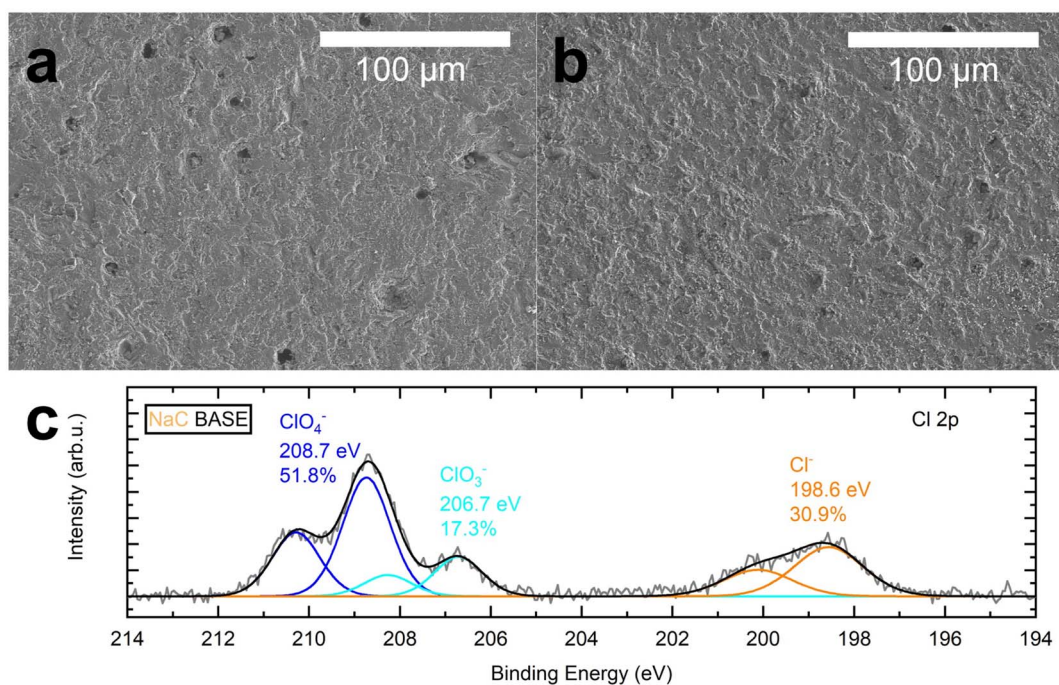 a
100 µm
b
100 µm
c
NaC BASE
Cl 2p
ClO₄⁻
208.7 eV
51.8%
ClO₃⁻
206.7 eV
17.3%
Cl⁻
198.6 eV
30.9%
Intensity (arb.u.)
214 212 210 208 206 204 202 200 198 196 194
Binding Energy (eV)